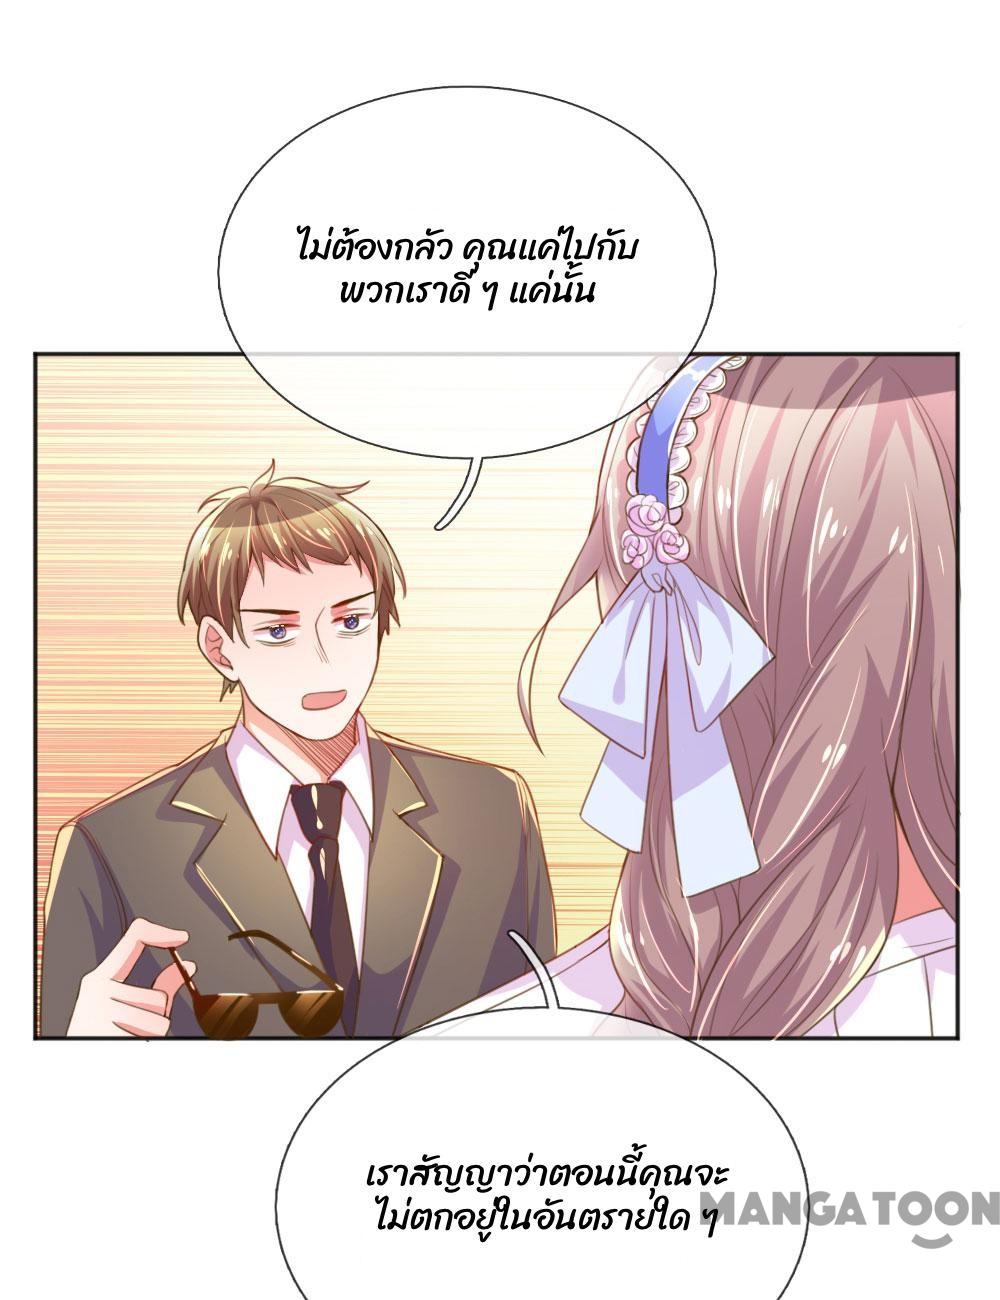 ไม่ต้องกลัว คุณแค่ไปกับ
พวกเราดี ๆ แค่นั้น
เราสัญญาว่าตอนนี้คุณจะ
ไม่ตกอยู่ในอันตรายใด ๆ
MANGATOON